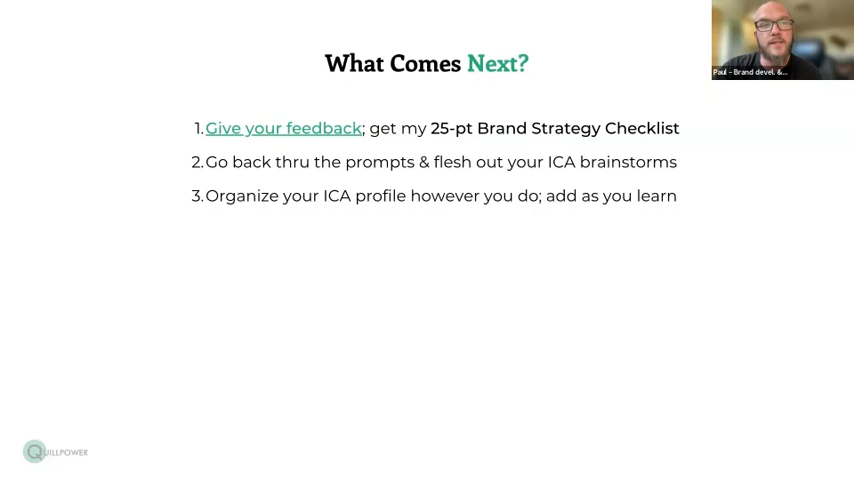 What Comes Next?
1. Give your feedback; get my 25-pt Brand Strategy Checklist
2. Go back thru the prompts & flesh out your ICA brainstorms
3. Organize your ICA profile however you do; add as you learn
Paul – Brand devel. &...
QUILLPOWER